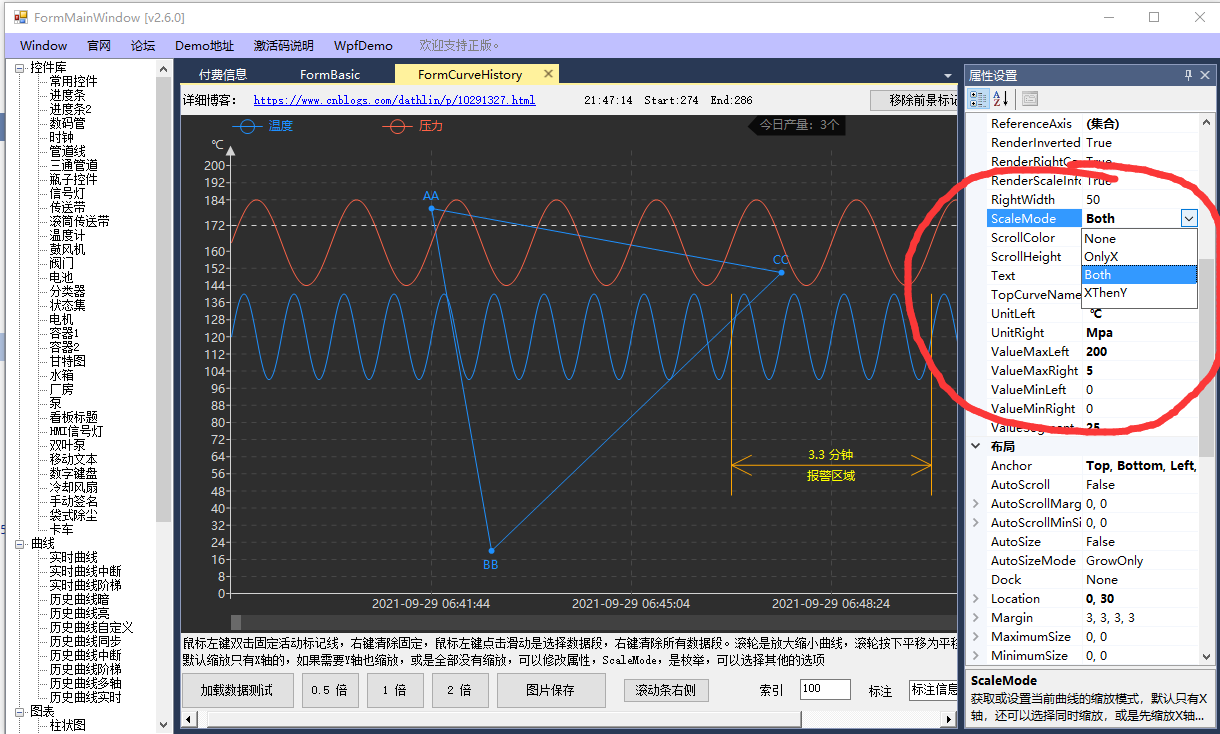 FormMainWindow [v2.6.0]
Window 官网 论坛 Demo地址 激活码说明 WpfDemo 欢迎支持正版。
控件库
常用控件
进度条
进度条2
数码管
时钟
管道线
三通管道
瓶子控件
信号灯
传送带
滚筒传送带
温度计
鼓风机
阀门
电池
分类器
状态集
电机
容器1
容器2
甘特图
水箱
厂房
泵
看板标题
HMI信号灯
双叶泵
移动文本
数字键盘
冷却风扇
手动签名
袋式除尘
卡车
曲线
实时曲线
实时曲线中断
实时曲线阶梯
历史曲线暗
历史曲线亮
历史曲线自定义
历史曲线同步
历史曲线中断
历史曲线阶梯
历史曲线多轴
历史曲线实时
图表
柱状图
付费信息 FormBasic FormCurveHistory
详细博客: https://www.cnblogs.com/dathlin/p/10291327.html 21:47:14 Start:274 End:286 移除前景标记
温度 压力 今日产量: 3个
℃
200
192
184
172
160
152
144
136
128
120
112
104
96
88
80
72
64
56
48
40
32
24
16
8
0
AA
CC
BB
3.3 分钟
报警区域
2021-09-29 06:41:44 2021-09-29 06:45:04 2021-09-29 06:48:24
鼠标左键双击固定活动标记线，右键清除固定，鼠标左键点击滑动是选择数据段，右键清除所有数据段。滚轮是放大缩小曲线，滚轮按下平移为平移
默认缩放只有X轴的，如果需要Y轴也缩放，或是全部没有缩放，可以修改属性，ScaleMode，是枚举，可以选择其他的选项
加载数据测试 0.5 倍 1 倍 2 倍 图片保存 滚动条右侧 索引 100 标注 标注信息
属性设置
ReferenceAxis (集合)
RenderInverted True
RenderRightCo True
RenderScaleInfo True
RightWidth 50
ScaleMode Both
ScrollColor
None
ScrollHeight
OnlyX
Text
Both
TopCurveName
XThenY
UnitLeft ℃
UnitRight Mpa
ValueMaxLeft 200
ValueMaxRight 5
ValueMinLeft 0
ValueMinRight 0
ValueSegment 25
布局
Anchor Top, Bottom, Left,
AutoScroll False
AutoScrollMarg 0, 0
AutoScrollMinSi 0, 0
AutoSize False
AutoSizeMode GrowOnly
Dock None
Location 0, 30
Margin 3, 3, 3, 3
MaximumSize 0, 0
MinimumSize 0, 0
ScaleMode
获取或设置当前曲线的缩放模式，默认只有X
轴，还可以选择同时缩放，或是先缩放X轴...